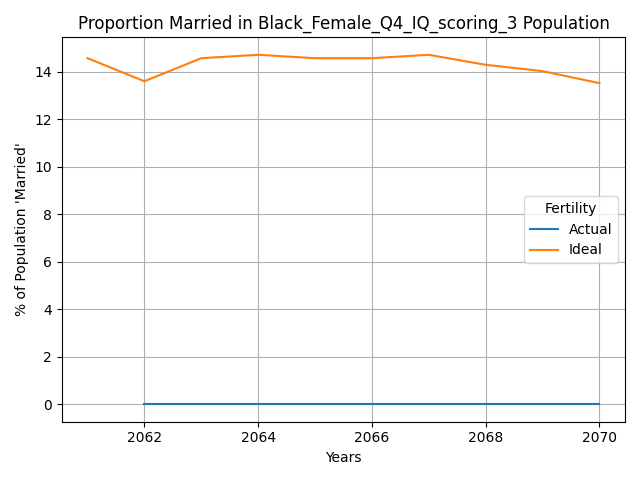 Proportion Married in Black_Female_Q4_IQ_scoring_3 Population
% of Population 'Married'
14
12
10
8
6
4
2
0
Fertility
Actual
Ideal
2062 2064 2066 2068 2070
Years